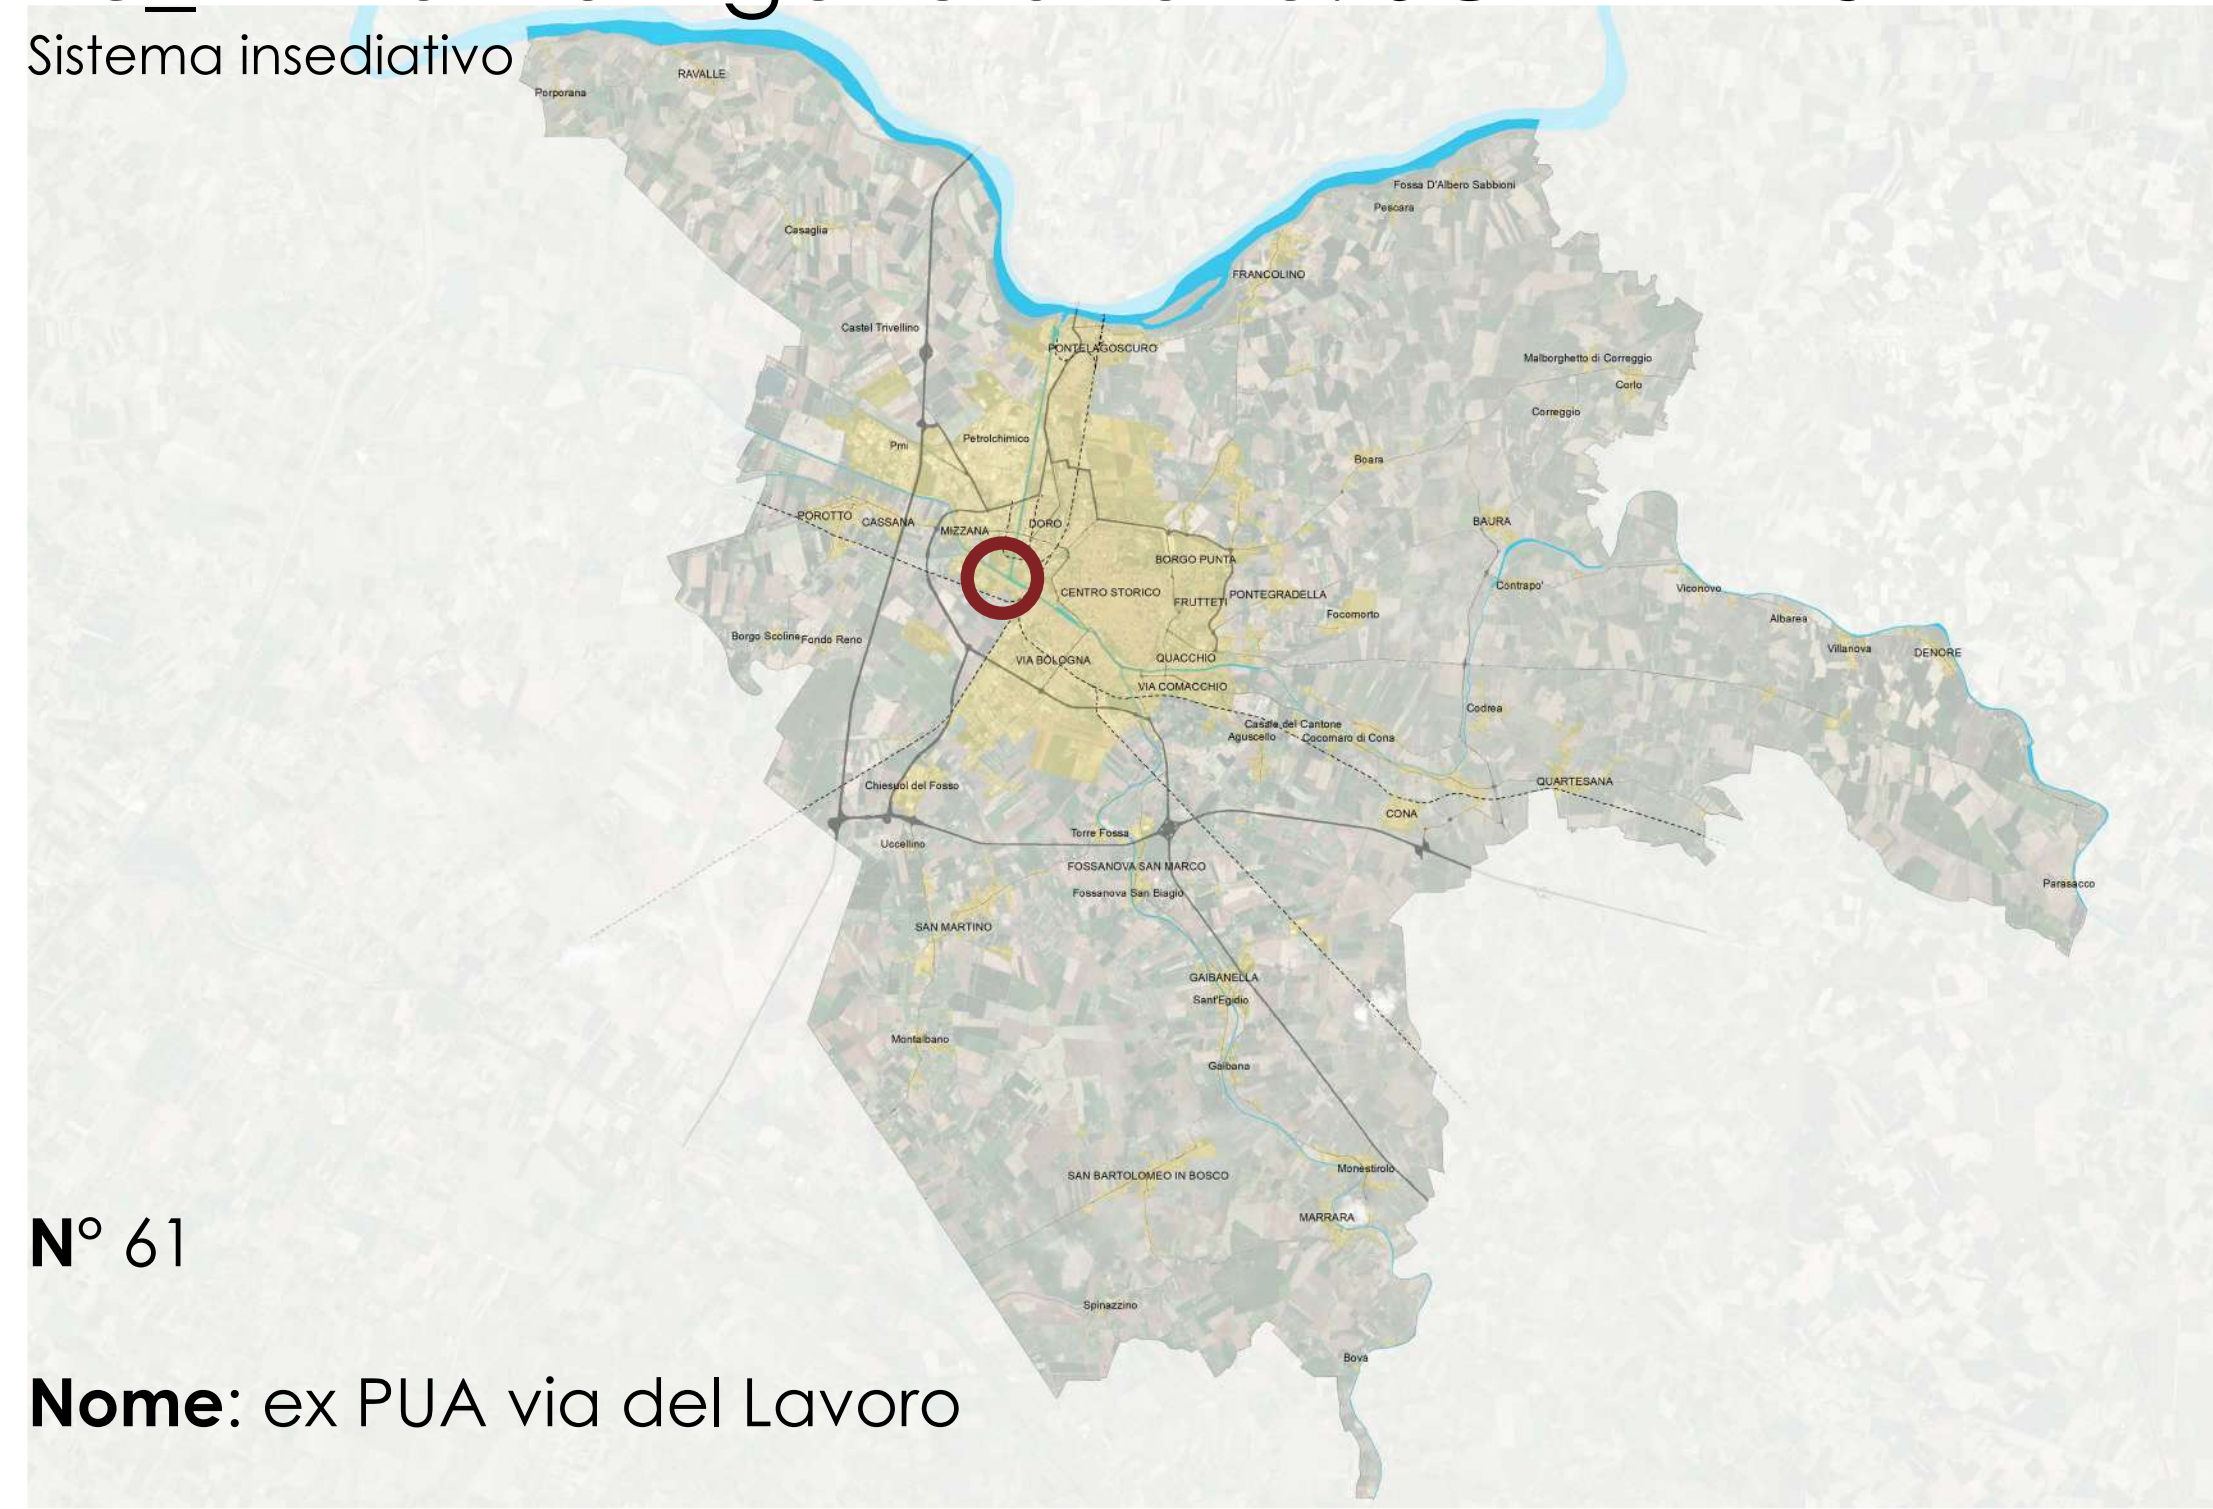 Sistema insediativo
RAVALLE
Porporana
Fossa D'Albero Sabbioni
Pescara
Casaglia
FRANCOLINO
Castel Trivellino
PONTELAGOSCURO
Malborghetto di Correggio
Corlo
Correggio
Petrolchimico
Pmi
Boara
POROTTO
CASSANA
MIZZANA
DORO
BAURA
BORGO PUNTA
CENTRO STORICO
FRUTTETI
PONTEGRADELLA
Contrapo'
Viconovo
Focomorto
Albarea
Borgo Scoline
Fondo Reno
Villanova
DENORE
VIA BOLOGNA
QUACCHIO
VIA COMACCHIO
Codrea
Casale del Cantone
Aguscello
Cocomaro di Cona
Chiesuol del Fosso
QUARTESANA
CONA
Torre Fossa
Uccellino
FOSSANOVA SAN MARCO
Fossanova San Biagio
Parasacco
SAN MARTINO
GAIBANELLA
Sant'Egidio
Montalbano
Gaibana
SAN BARTOLOMEO IN BOSCO
Monestirolo
MARRARA
N° 61
Spinazzino
Bova
Nome: ex PUA via del Lavoro